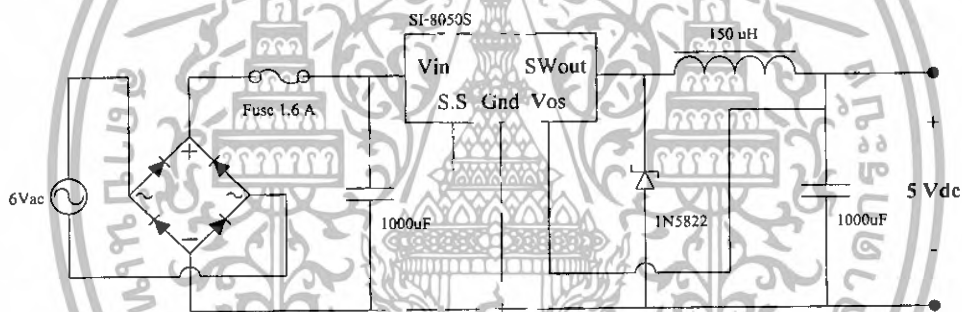 SI-8050S
150 uH
Vin
SWout
S.S Gnd Vos
Fuse 1.6 A
+
+
6Vac
1000uF
1N5822
1000uF
5 Vdc
-
-